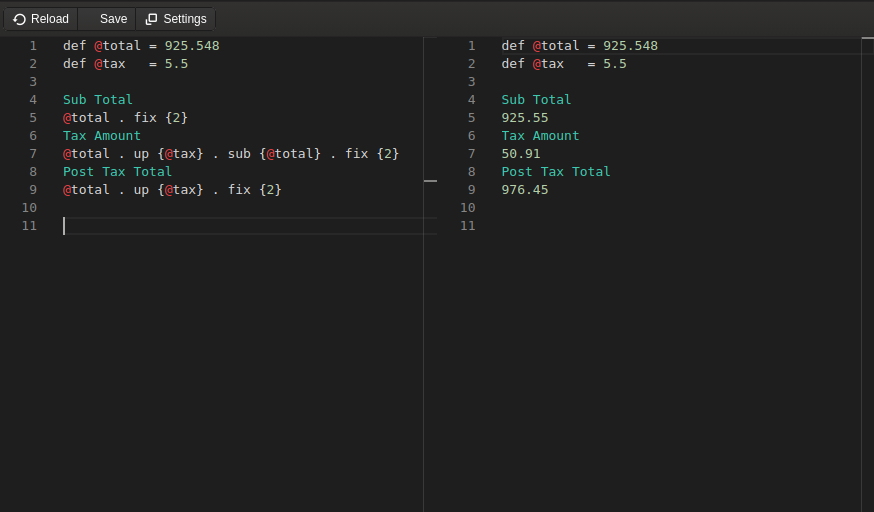 Reload Save Settings
1 def @total = 925.548
2 def @tax   = 5.5
3
4 Sub Total
5 @total . fix {2}
6 Tax Amount
7 @total . up {@tax} . sub {@total} . fix {2}
8 Post Tax Total
9 @total . up {@tax} . fix {2}
10
11
1 def @total = 925.548
2 def @tax   = 5.5
3
4 Sub Total
5 925.55
6 Tax Amount
7 50.91
8 Post Tax Total
9 976.45
10
11